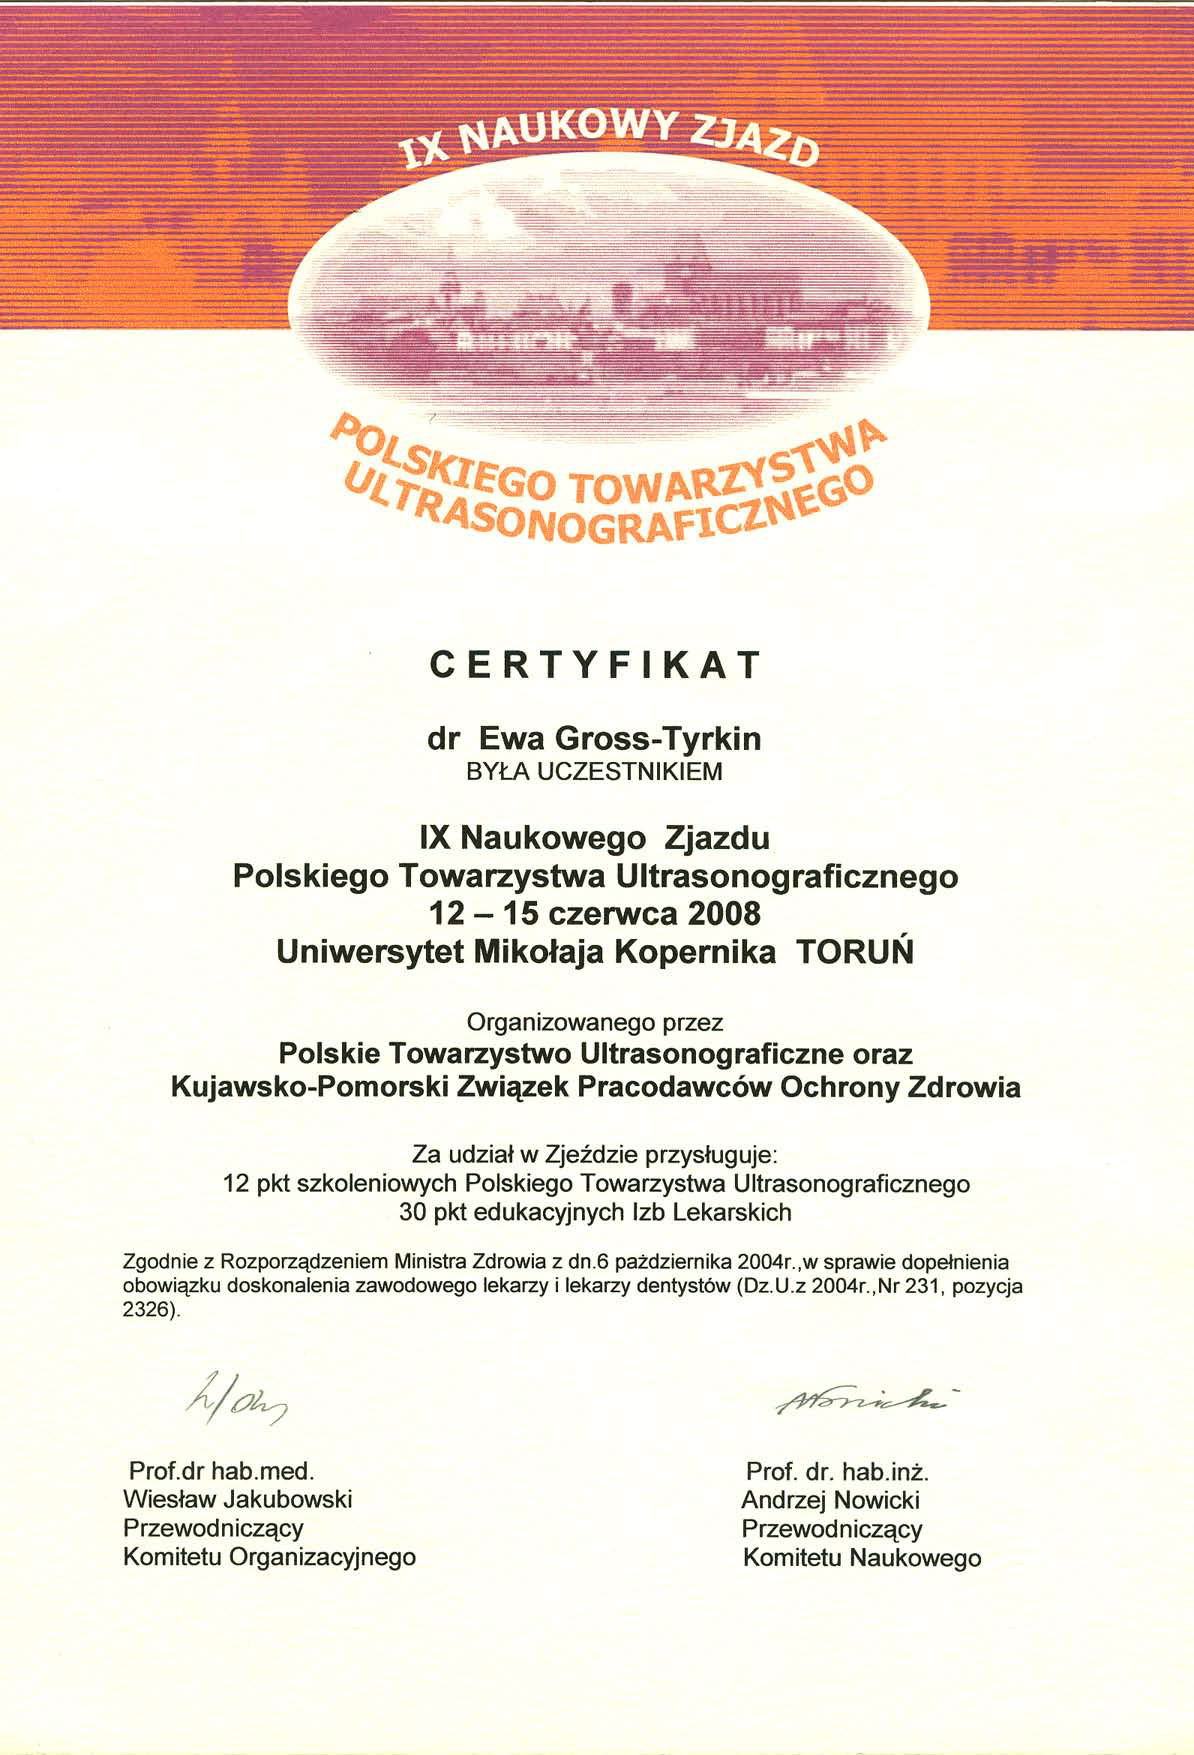 IX NAUKOWY ZJAZD
POLSKIEGO TOWARZYSTWA
ULTRASONOGRAFICZNEGO
CERTYFIKAT
dr Ewa Gross-Tyrkin
BYŁA UCZESTNIKIEM
IX Naukowego Zjazdu
Polskiego Towarzystwa Ultrasonograficznego
12 – 15 czerwca 2008
Uniwersytet Mikołaja Kopernika TORUŃ
Organizowanego przez
Polskie Towarzystwo Ultrasonograficzne oraz
Kujawsko-Pomorski Związek Pracodawców Ochrony Zdrowia
Za udział w Zjeździe przysługuje:
12 pkt szkoleniowych Polskiego Towarzystwa Ultrasonograficznego
30 pkt edukacyjnych Izb Lekarskich
Zgodnie z Rozporządzeniem Ministra Zdrowia z dn.6 października 2004r.,w sprawie dopełnienia
obowiązku doskonalenia zawodowego lekarzy i lekarzy dentystów (Dz.U.z 2004r.,Nr 231, pozycja
2326).
Prof.dr hab.med.
Wiesław Jakubowski
Przewodniczący
Komitetu Organizacyjnego
Prof. dr. hab.inż.
Andrzej Nowicki
Przewodniczący
Komitetu Naukowego